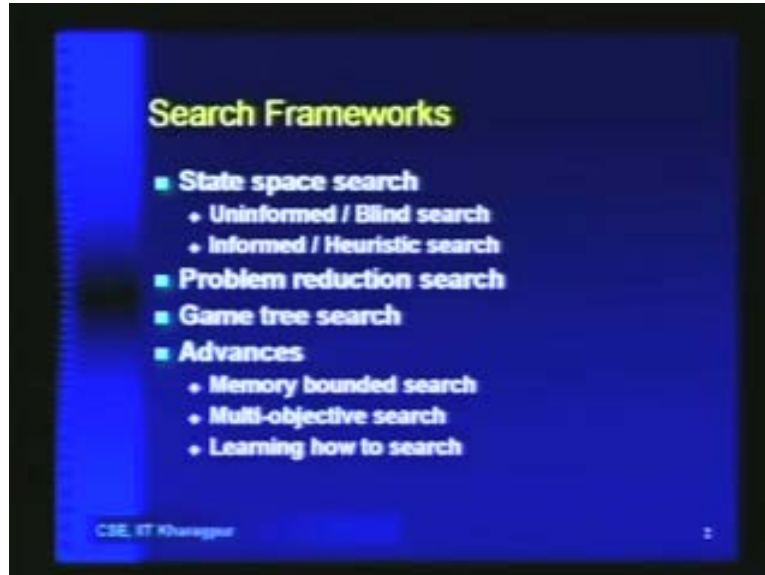 Search Frameworks
State space search
Uninformed / Blind search
Informed / Heuristic search
Problem reduction search
Game tree search
Advances
Memory bounded search
Multi-objective search
Learning how to search
CSE, IIT Kharagpur
2